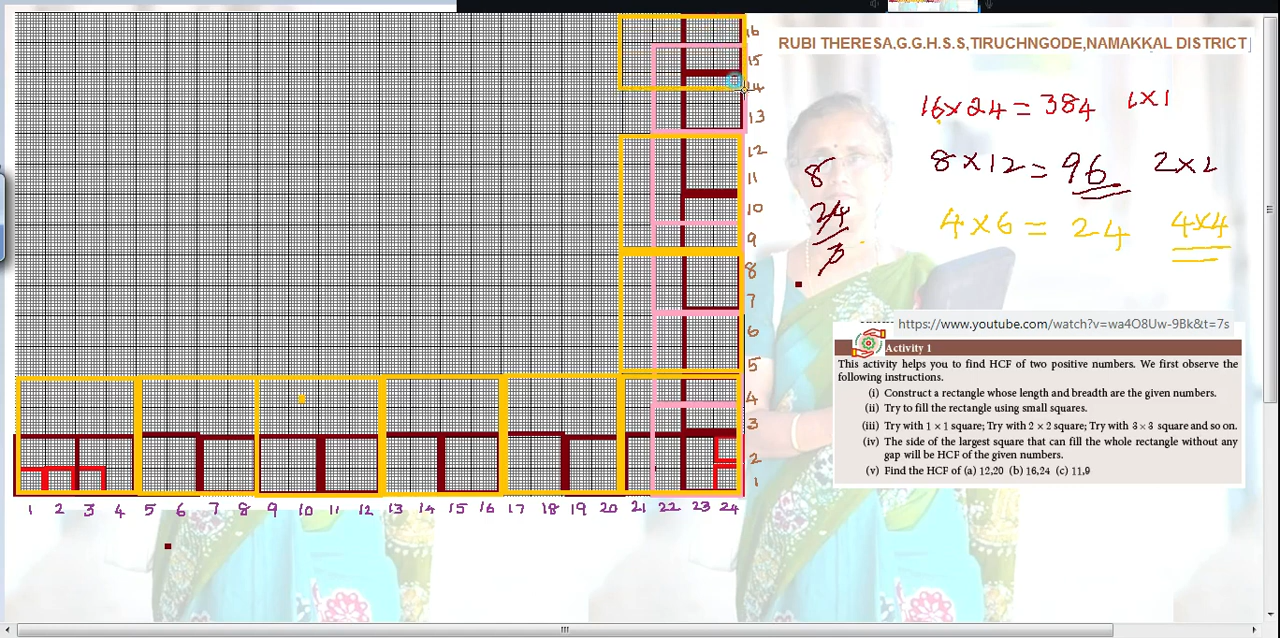 RUBI THERESA,G.G.H.S.S,TIRUCHNGODE,NAMAKKAL DISTRICT
16×24 = 384 1×1
8×12 = 96 2×2
4×6 = 24 4×4
8
24
https://www.youtube.com/watch?v=wa4O8Uw-9Bk&t=7s
Activity 1
This activity helps you to find HCF of two positive numbers. We first observe the
following instructions.
(i) Construct a rectangle whose length and breadth are the given numbers.
(ii) Try to fill the rectangle using small squares.
(iii) Try with 1 × 1 square; Try with 2 × 2 square; Try with 3 × 3 square and so on.
(iv) The side of the largest square that can fill the whole rectangle without any
gap will be HCF of the given numbers.
(v) Find the HCF of (a) 12,20 (b) 16,24 (c) 11,9
16
15
14
13
12
11
10
9
8
7
6
5
4
3
2
1
1 2 3 4 5 6 7 8 9 10 11 12 13 14 15 16 17 18 19 20 21 22 23 24